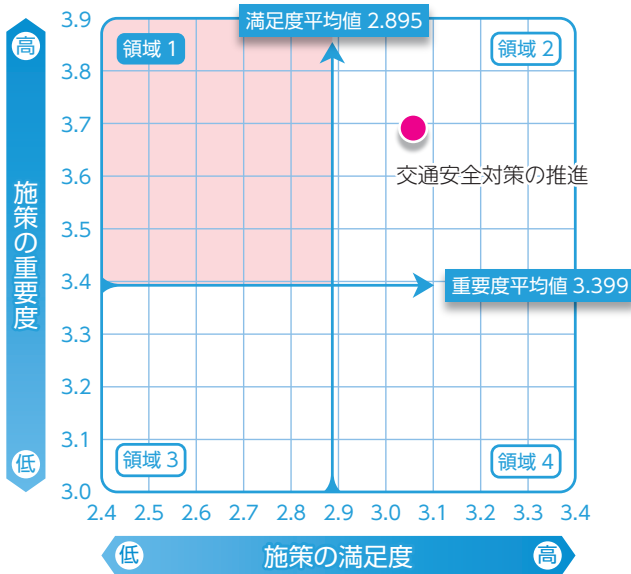 満足度平均値 2.895
3.9
高
領域 1
領域 2
3.8
3.7
交通安全対策の推進
3.6
施策の重要度
3.5
3.4
重要度平均値 3.399
3.3
3.2
3.1
領域 3
領域 4
低
3.0
2.4 2.5 2.6 2.7 2.8 2.9 3.0 3.1 3.2 3.3 3.4
低 施策の満足度 高